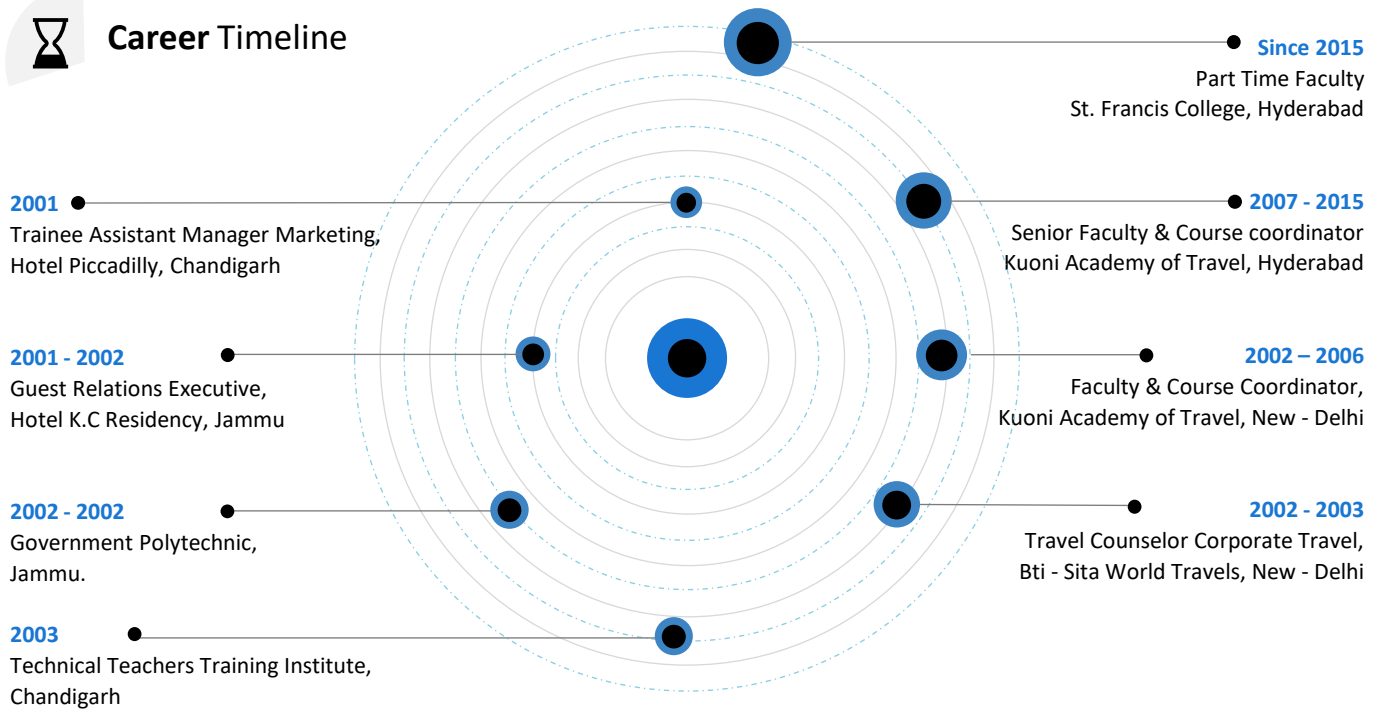 Career Timeline
2001
Trainee Assistant Manager Marketing,
Hotel Piccadilly, Chandigarh
2001 - 2002
Guest Relations Executive,
Hotel K.C Residency, Jammu
2002 - 2002
Government Polytechnic,
Jammu.
2003
Technical Teachers Training Institute,
Chandigarh
Since 2015
Part Time Faculty
St. Francis College, Hyderabad
2007 - 2015
Senior Faculty & Course coordinator
Kuoni Academy of Travel, Hyderabad
2002 – 2006
Faculty & Course Coordinator,
Kuoni Academy of Travel, New - Delhi
2002 - 2003
Travel Counselor Corporate Travel,
Bti - Sita World Travels, New - Delhi